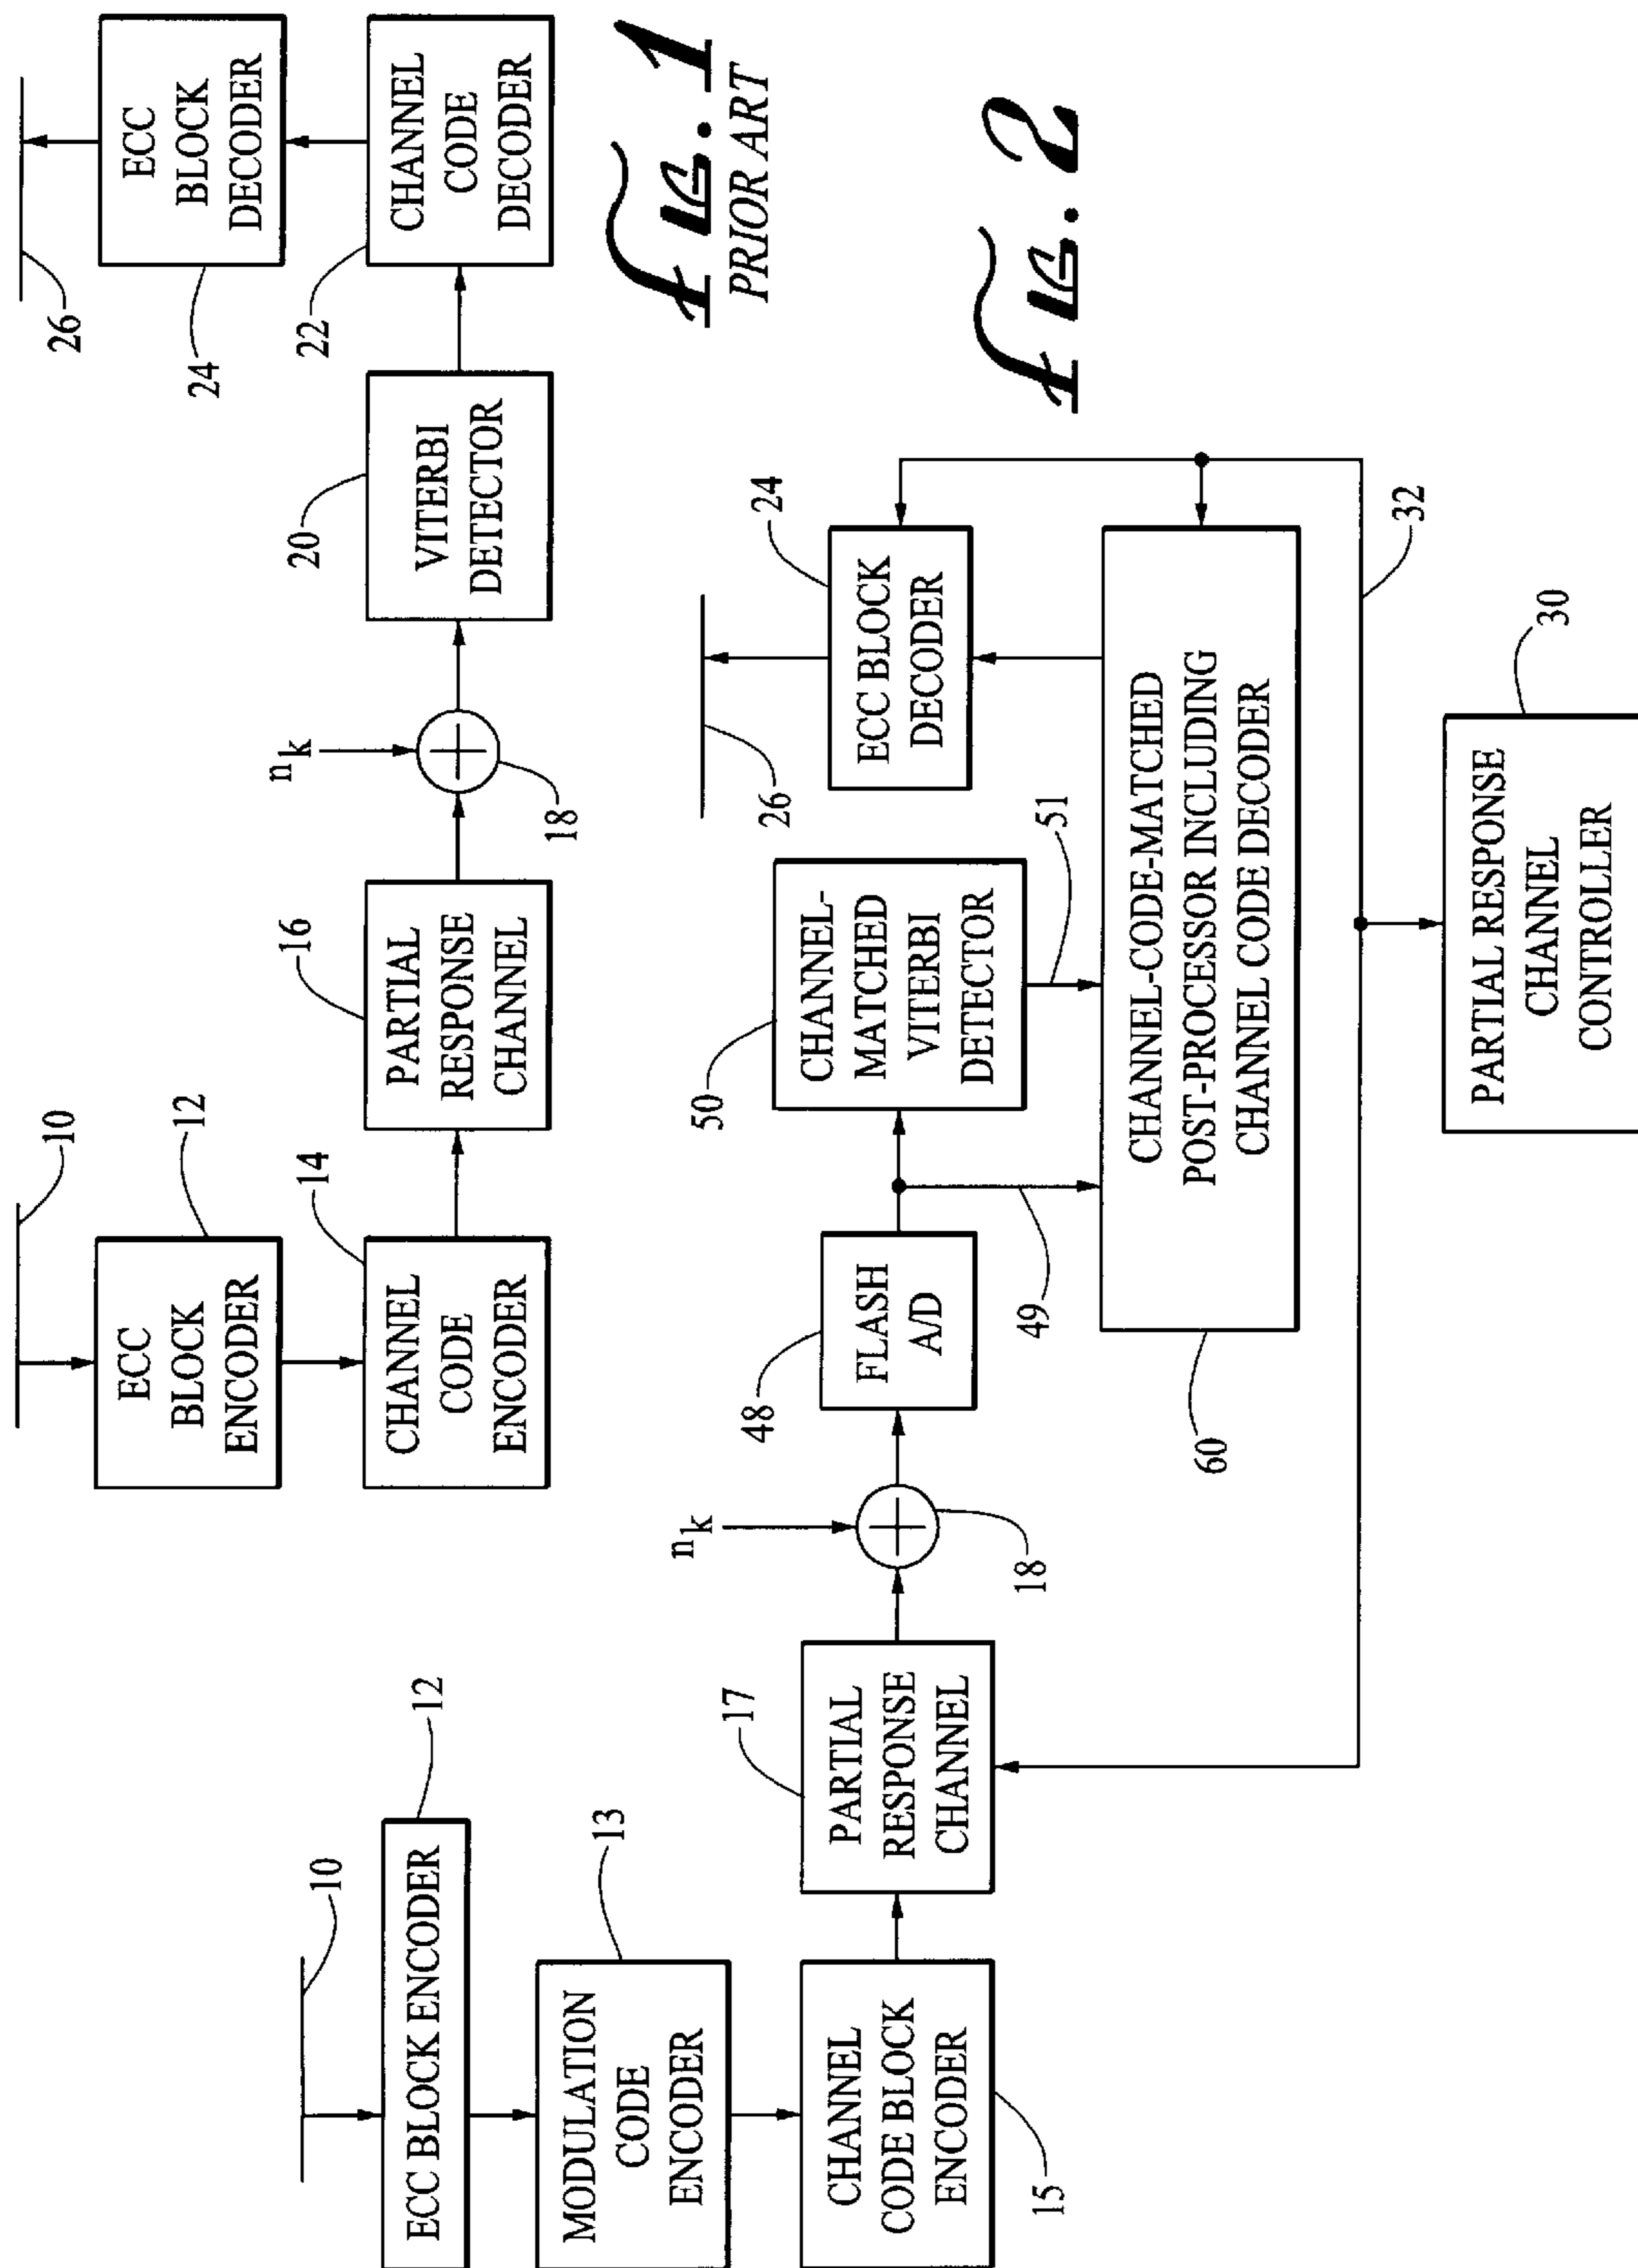 10
ECC
BLOCK
ENCODER
12
CHANNEL
CODE
ENCODER
14
PARTIAL
RESPONSE
CHANNEL
16
nk
18
VITERBI
DETECTOR
20
CHANNEL
CODE
DECODER
22
ECC
BLOCK
DECODER
24
26
FIG. 1
PRIOR ART
10
ECC BLOCK ENCODER
12
MODULATION
CODE
ENCODER
13
CHANNEL
CODE BLOCK
ENCODER
15
PARTIAL
RESPONSE
CHANNEL
17
nk
18
FLASH
A/D
48
49
CHANNEL-
MATCHED
VITERBI
DETECTOR
50
51
ECC BLOCK
DECODER
24
26
CHANNEL-CODE-MATCHED
POST-PROCESSOR INCLUDING
CHANNEL CODE DECODER
60
32
PARTIAL RESPONSE
CHANNEL
CONTROLLER
30
FIG. 2